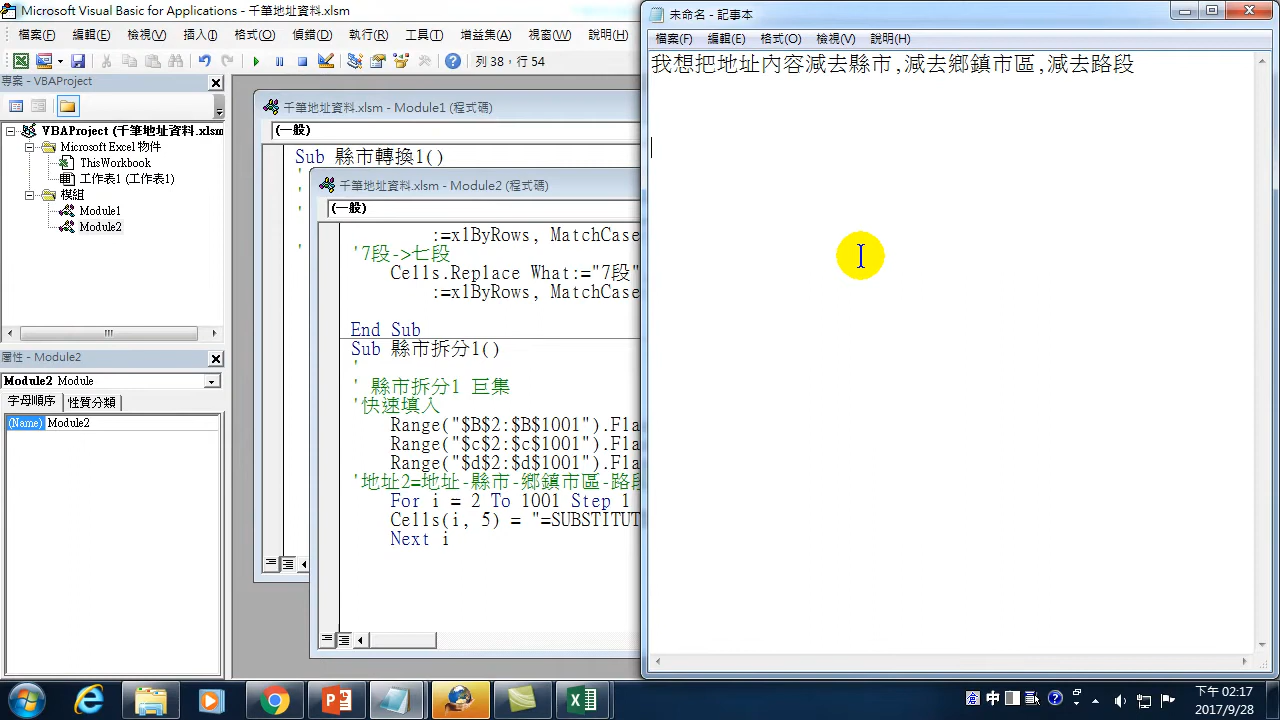 Microsoft Visual Basic for Applications - 千筆地址資料.xlsm
檔案(F) 編輯(E) 檢視(V) 插入(I) 格式(O) 偵錯(D) 執行(R) 工具(T) 增益集(A) 視窗(W) 說明(H)
列 38，行 54
專案 - VBAProject
VBAProject (千筆地址資料.xlsm
Microsoft Excel 物件
ThisWorkbook
工作表1 (工作表1)
模組
Module1
Module2
屬性 - Module2
Module2 Module
字母順序 性質分類
(Name) Module2
千筆地址資料.xlsm - Module1 (程式碼)
(一般)
Sub 縣市轉換1()
'
'
'
'
千筆地址資料.xlsm - Module2 (程式碼)
(一般)
:=x1ByRows, MatchCase
'7段->七段
Cells.Replace What:="7段"
:=x1ByRows, MatchCase
End Sub
Sub 縣市拆分1()
'
' 縣市拆分1 巨集
'快速填入
Range("$B$2:$B$1001").Fla
Range("$c$2:$c$1001").Fla
Range("$d$2:$d$1001").Fla
'地址2=地址-縣市-鄉鎮市區-路段
For i = 2 To 1001 Step 1
Cells(i, 5) = "=SUBSTITUT
Next i
未命名 - 記事本
檔案(F) 編輯(E) 格式(O) 檢視(V) 說明(H)
我想把地址內容減去縣市,減去鄉鎮市區,減去路段
中
下午 02:17
2017/9/28